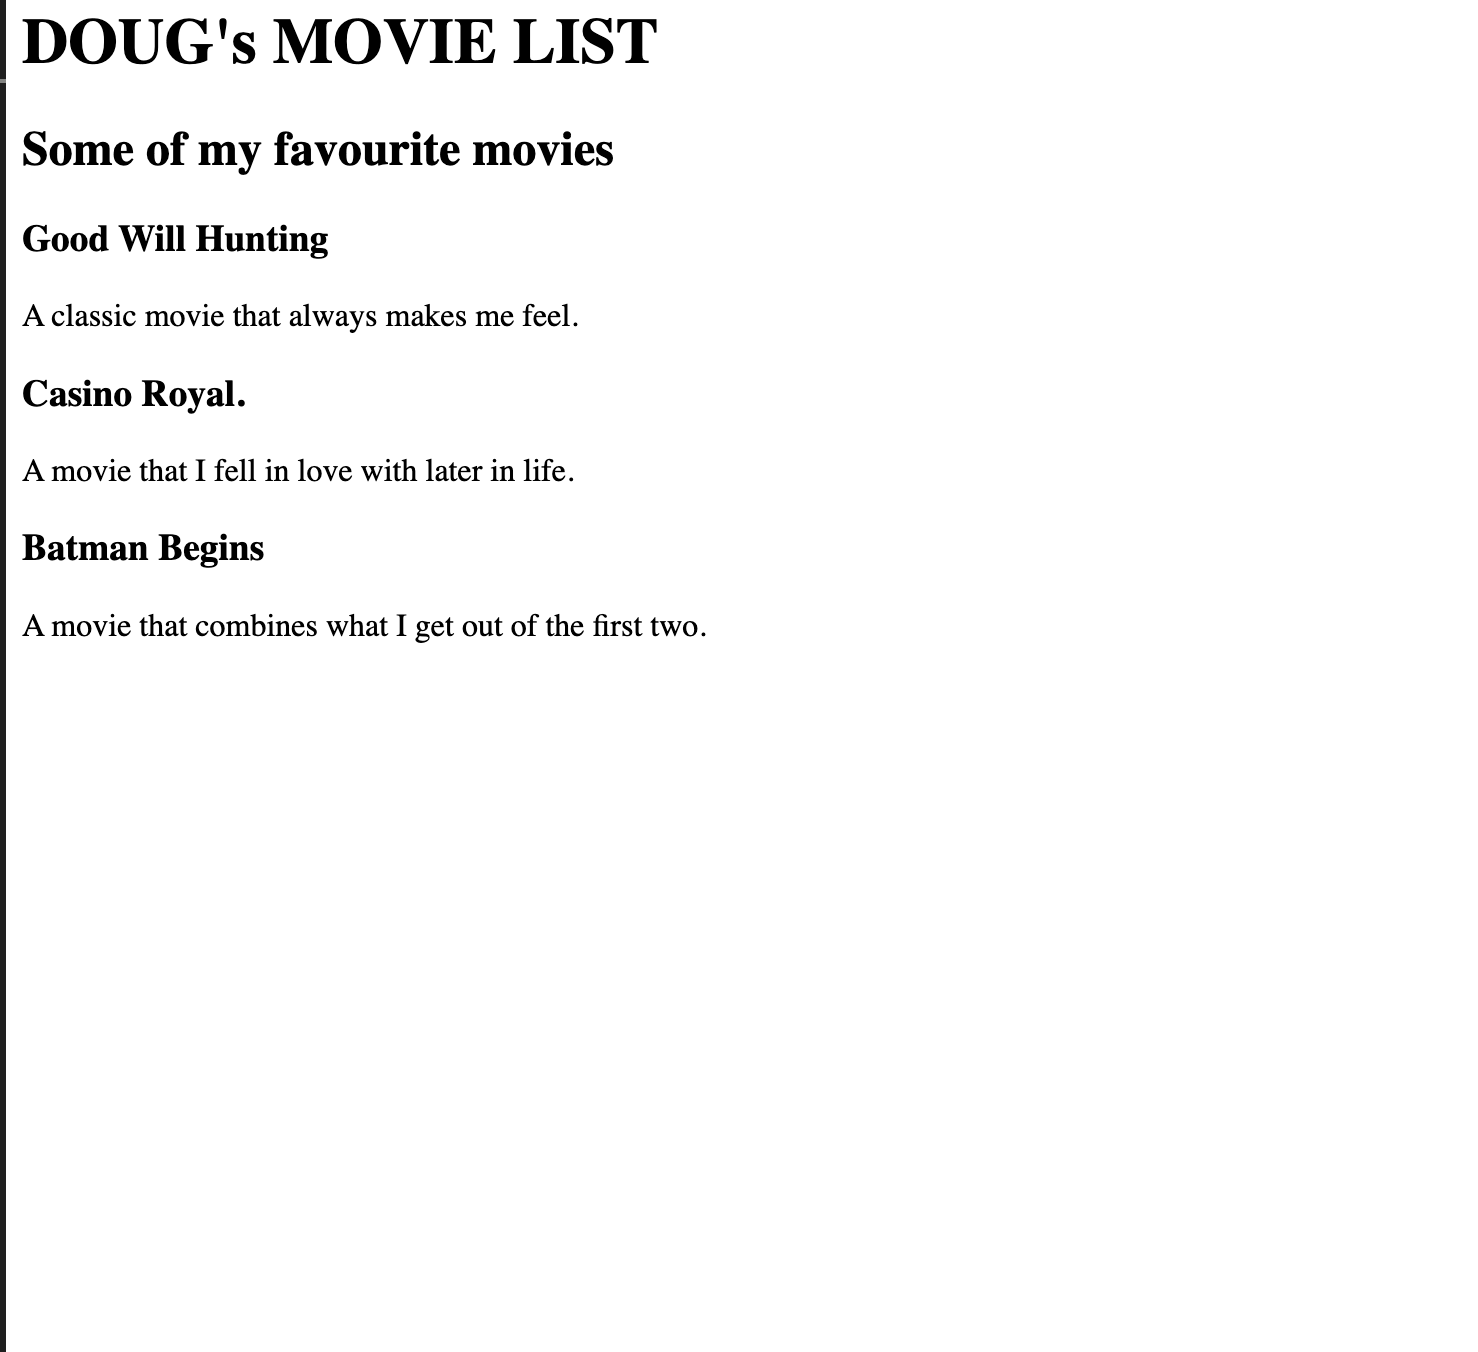 DOUG's MOVIE LIST
Some of my favourite movies
Good Will Hunting
A classic movie that always makes me feel.
Casino Royal.
A movie that I fell in love with later in life.
Batman Begins
A movie that combines what I get out of the first two.